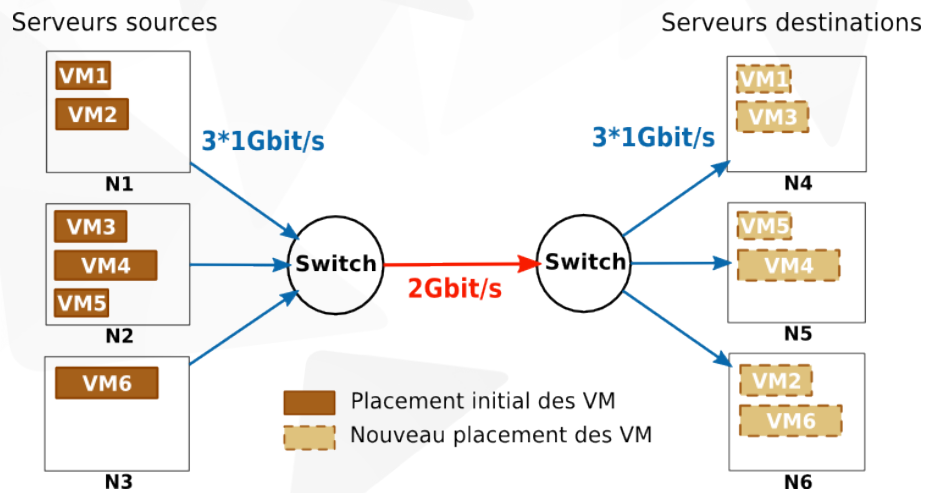 Serveurs sources
Serveurs destinations
VM1
VM2
N1
3*1Gbit/s
3*1Gbit/s
VM1
VM3
N4
VM3
VM4
VM5
N2
Switch
2Gbit/s
Switch
VM5
VM4
N5
VM6
N3
Placement initial des VM
Nouveau placement des VM
VM2
VM6
N6